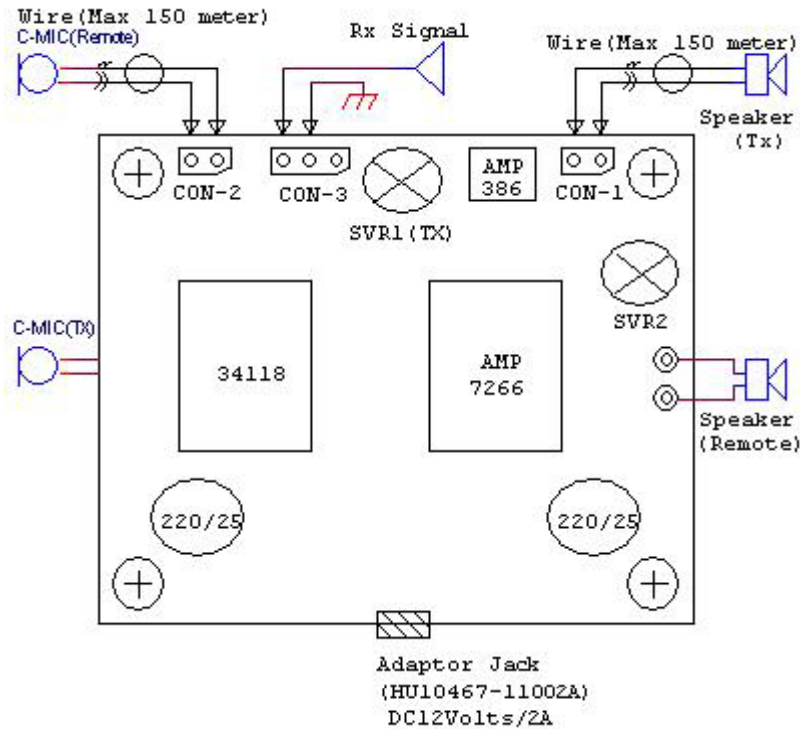 Wire(Max 150 meter)
C-MIC(Remote)
Rx Signal
Wire(Max 150 meter)
Speaker
(Tx)
CON-2
CON-3
AMP
386
CON-1
SVR1(TX)
SVR2
C-MIC(TX)
34118
AMP
7266
Speaker
(Remote)
220/25
220/25
Adaptor Jack
(HU10467-11002A)
DC12Volts/2A